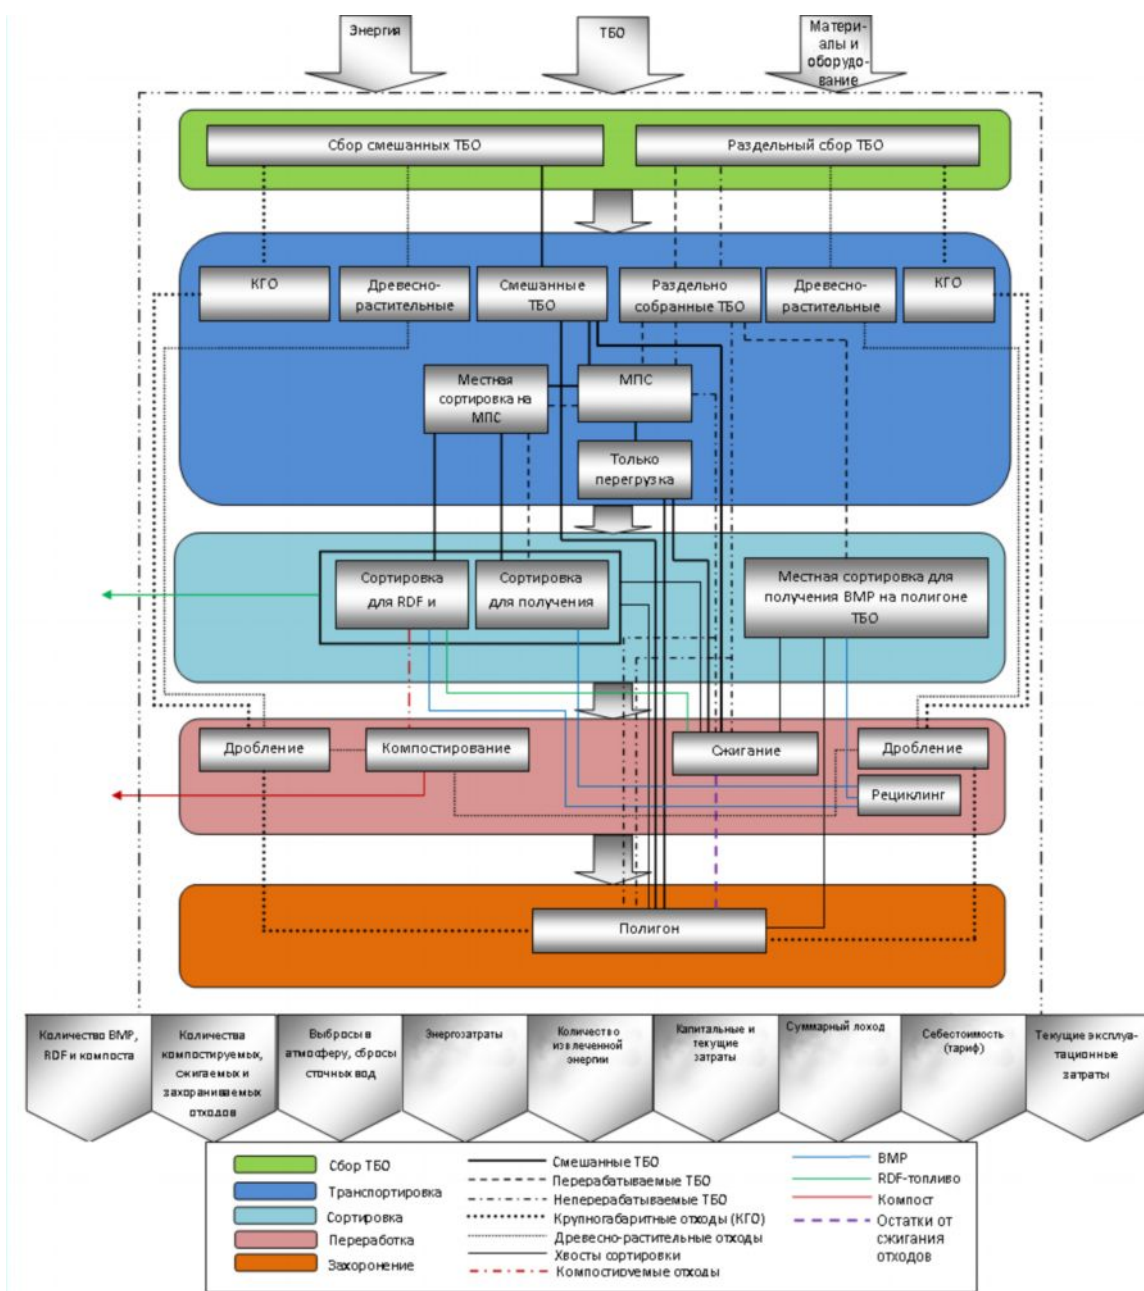 Энергия
ТБО
Матери-
алы и
оборудо-
вание
Сбор смешанных ТБО
Раздельный сбор ТБО
КГО
Древесно-
растительные
Смешанные
ТБО
Раздельно
собранные ТБО
Древесно-
растительные
КГО
Местная
сортировка на
МПС
МПС
Только
перегрузка
Сортировка
для RDF и
Сортировка
для получения
Местная сортировка для
получения ВМР на полигоне
ТБО
Дробление
Компостирование
Сжигание
Дробление
Рециклинг
Полигон
Количество ВМР,
RDF и компоста
Количества
компостируемых,
сжигаемых и
захораниваемых
отходов
Выбросы в
атмосферу, сбросы
сточных вод
Энергозатраты
Количество
извлеченной
энергии
Капитальные и
текущие
затраты
Суммарный лоход
Себестоимость
(тариф)
Текущие эксплуа-
тационные
затраты
Сбор ТБО
Транспортировка
Сортировка
Переработка
Захоронение
Смешанные ТБО
Перерабатываемые ТБО
Неперерабатываемые ТБО
Крупногабаритные отходы (КГО)
Древесно-растительные отходы
Хвосты сортировки
Компостируемые отходы
ВМР
RDF-топливо
Компост
Остатки от
сжигания
отходов